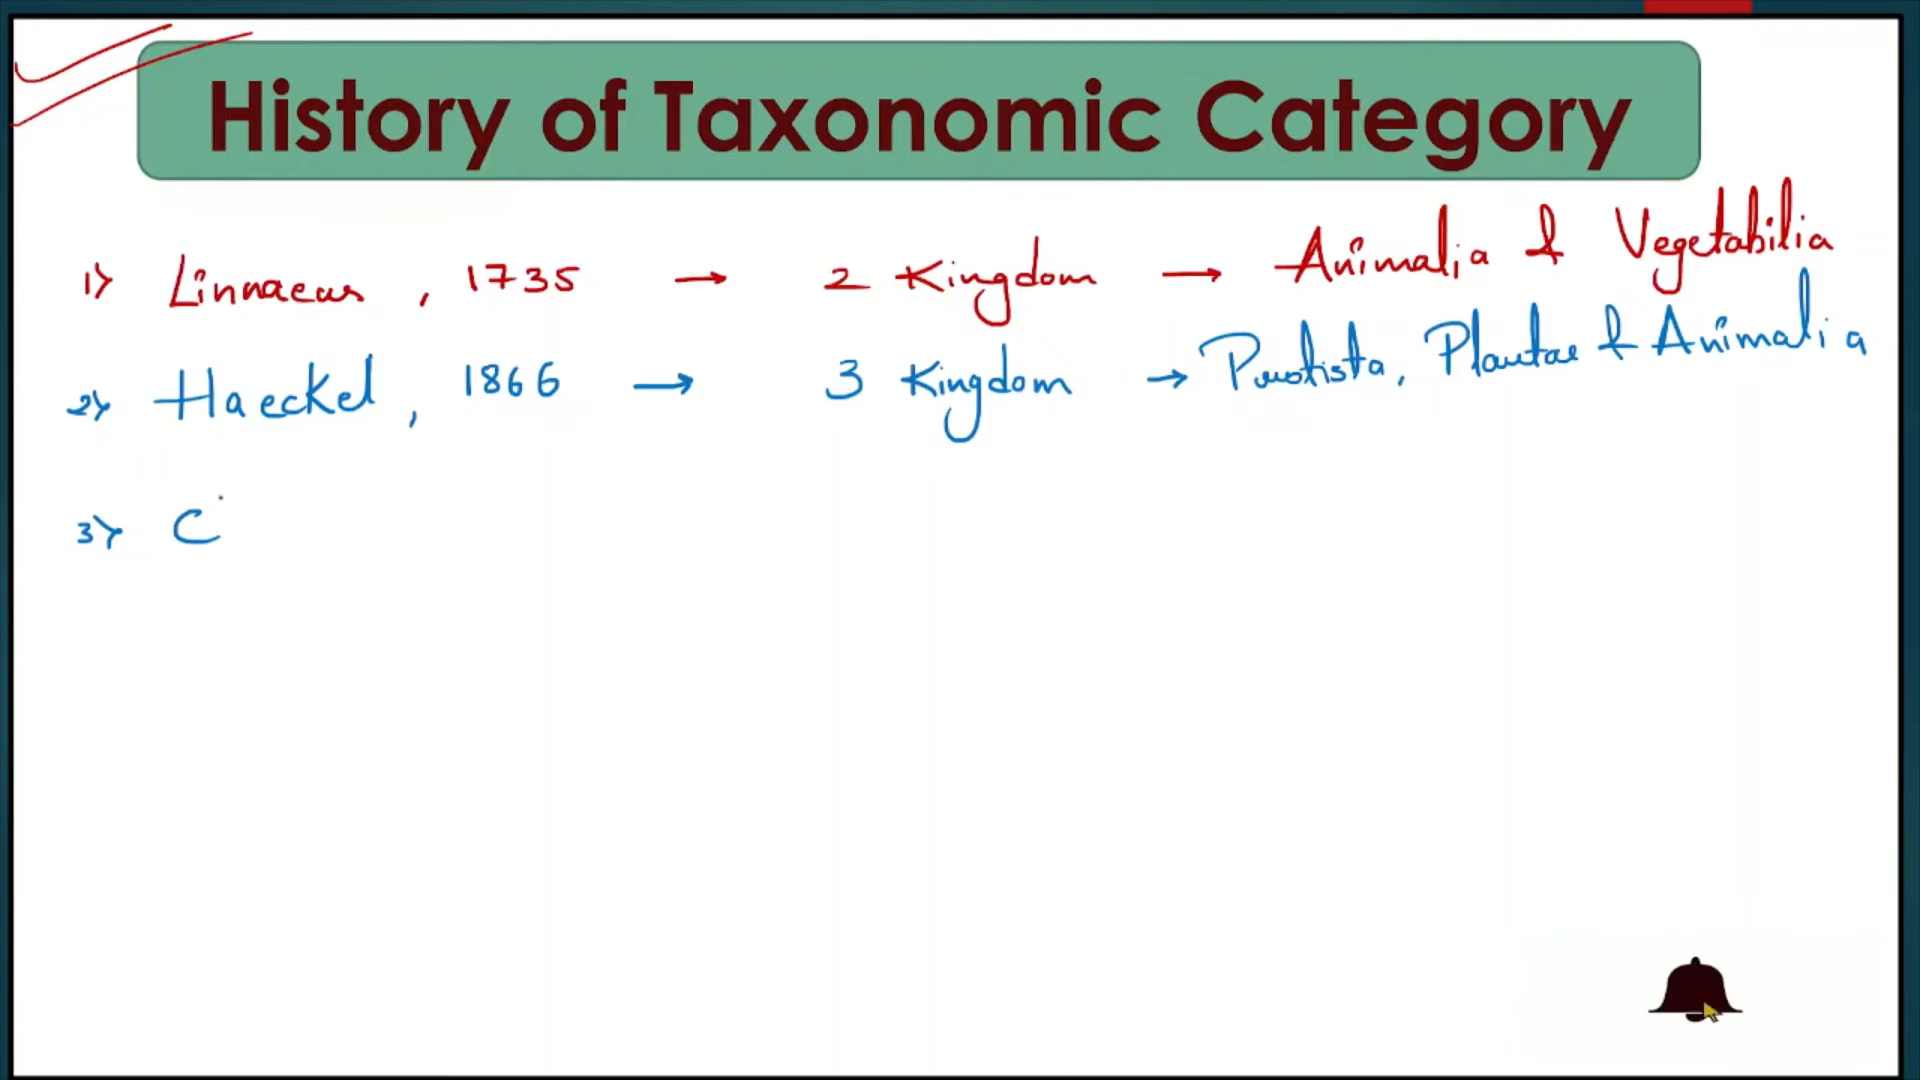 History of Taxonomic Category
1) Linnaeus, 1735 → 2 Kingdom → Animalia & Vegetabilia
2) Haeckel, 1866 → 3 Kingdom → Protista, Plantae & Animalia
3) C